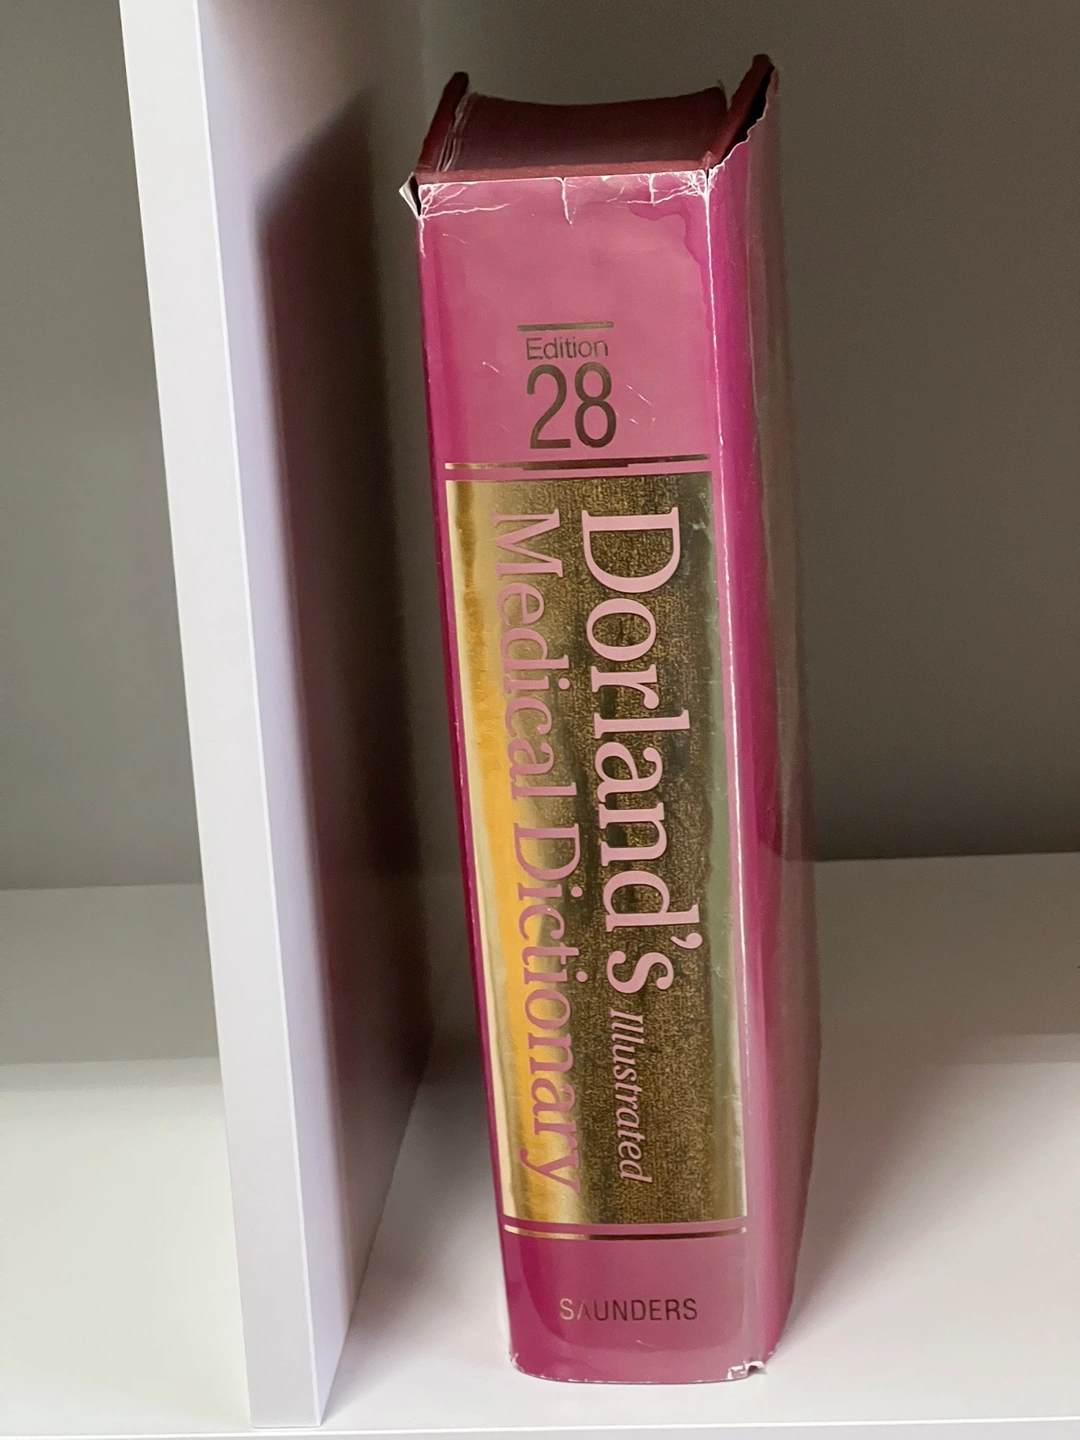 Edition
28
Dorland's Illustrated
Medical Dictionary
SAUNDERS